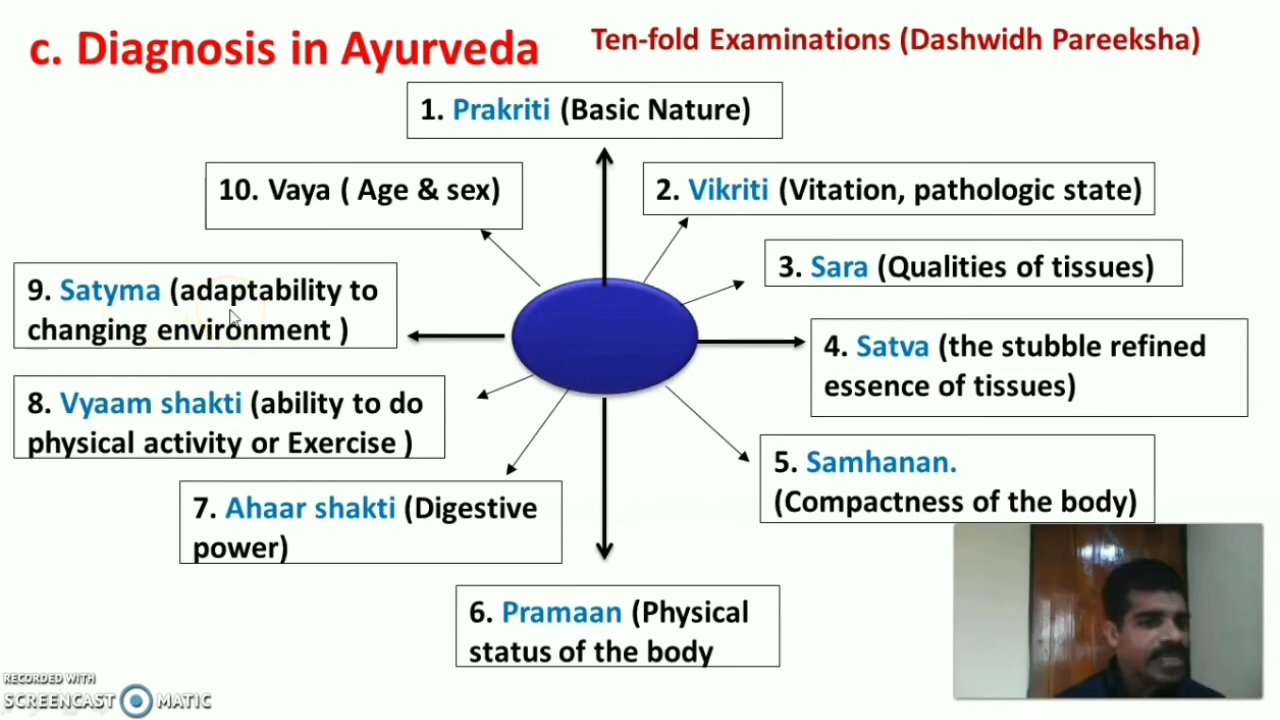 c. Diagnosis in Ayurveda
Ten-fold Examinations (Dashwidh Pareeksha)
1. Prakriti (Basic Nature)
10. Vaya ( Age & sex)
2. Vikriti (Vitation, pathologic state)
3. Sara (Qualities of tissues)
9. Satyma (adaptability to
changing environment )
4. Satva (the stubble refined
essence of tissues)
8. Vyaam shakti (ability to do
physical activity or Exercise )
5. Samhanan.
(Compactness of the body)
7. Ahaar shakti (Digestive
power)
6. Pramaan (Physical
status of the body
RECORDED WITH
SCREENCAST MATIC